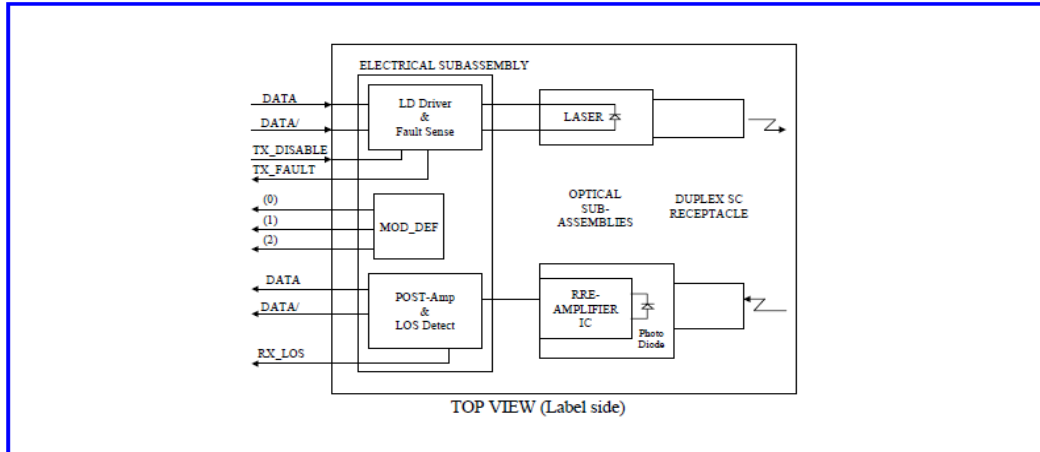 ELECTRICAL SUBASSEMBLY
DATA
DATA/
TX_DISABLE
TX_FAULT
LD Driver
&
Fault Sense
LASER
(0)
(1)
(2)
MOD_DEF
OPTICAL
SUB-
ASSEMBLIES
DUPLEX SC
RECEPTACLE
DATA
DATA/
RX_LOS
POST-Amp
&
LOS Detect
RRE-
AMPLIFIER
IC
Photo
Diode
TOP VIEW (Label side)